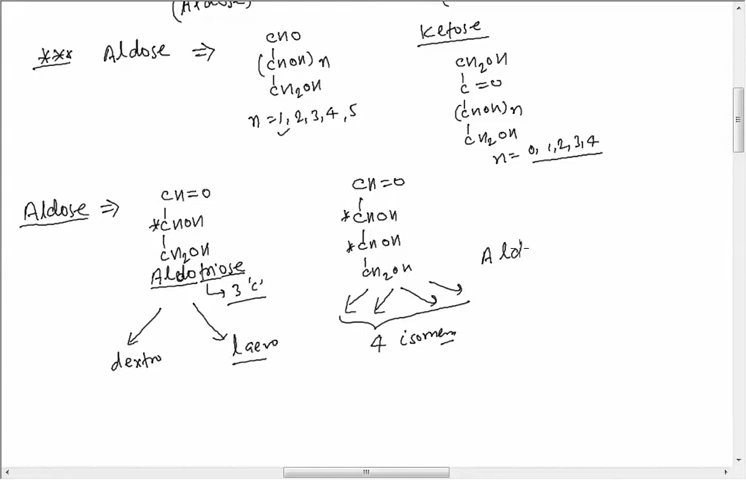 (Aldose)
*** Aldose ⇒
CHO
(CHOH)n
CH2OH
n = 1, 2, 3, 4, 5
Ketose
CH2OH
C=O
(CHOH)n
CH2OH
n = 0, 1, 2, 3, 4
Aldose ⇒
CH=O
*CHOH
CH2OH
Aldotriose
↳ 3 'C'
dextro
laevo
CH=O
*CHOH
*CHOH
CH2OH
4 isomers
Ald